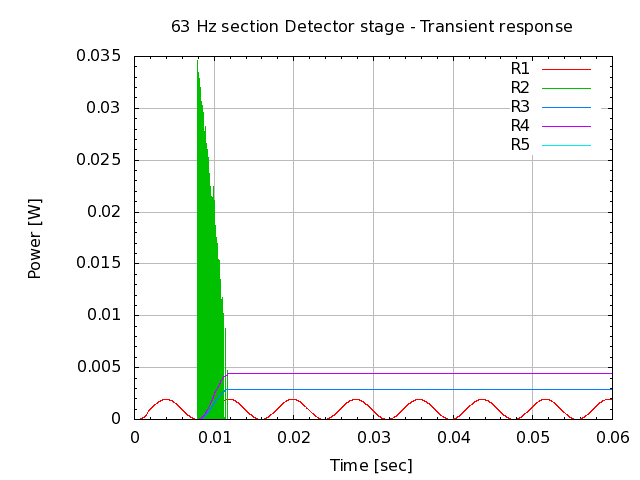 63 Hz section Detector stage - Transient response
Power [W]
0.035
0.03
0.025
0.02
0.015
0.01
0.005
0
0 0.01 0.02 0.03 0.04 0.05 0.06
Time [sec]
R1
R2
R3
R4
R5